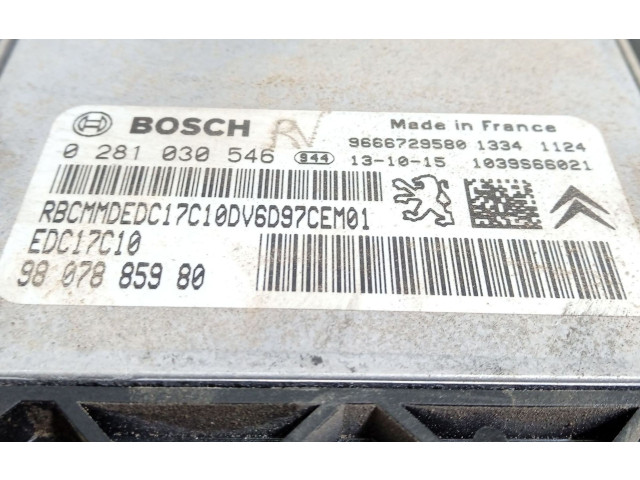 BOSCH RV Made in France
0 281 030 546 944 9666729580 1334 1124
13-10-15 1039S66021
RBCMMDEDC17C10DV6D97CEM01
EDC17C10
98 078 859 80